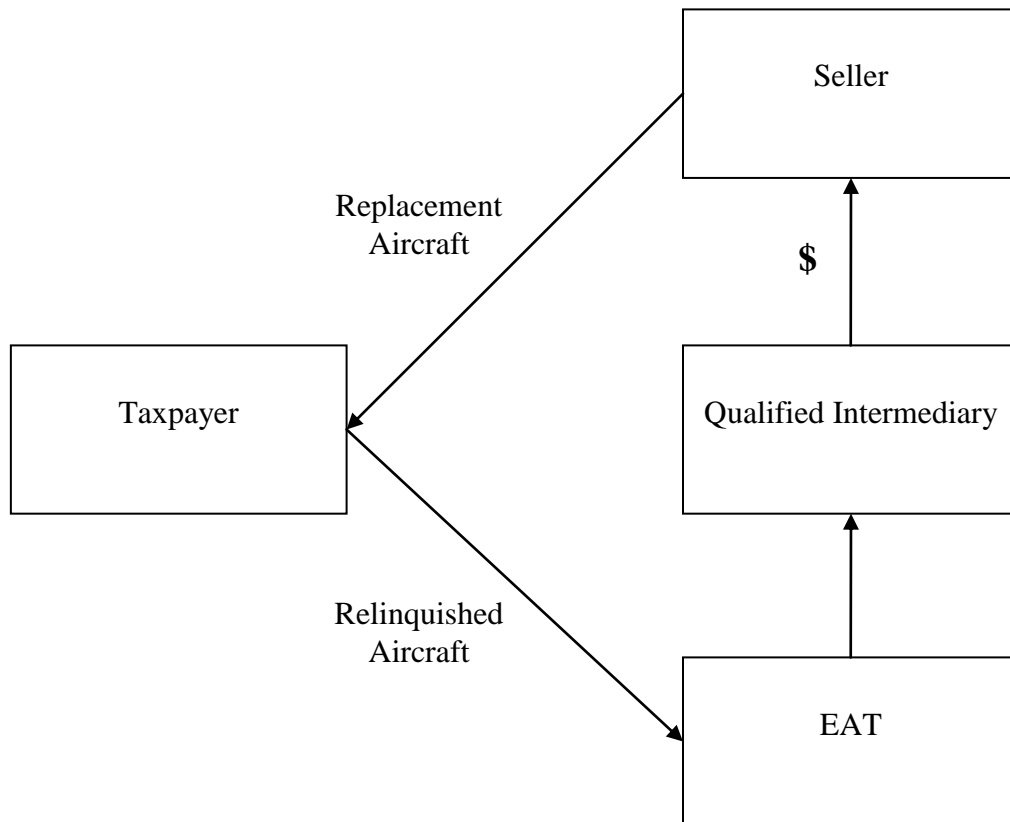 Seller
Replacement
Aircraft
$
Taxpayer
Qualified Intermediary
Relinquished
Aircraft
EAT